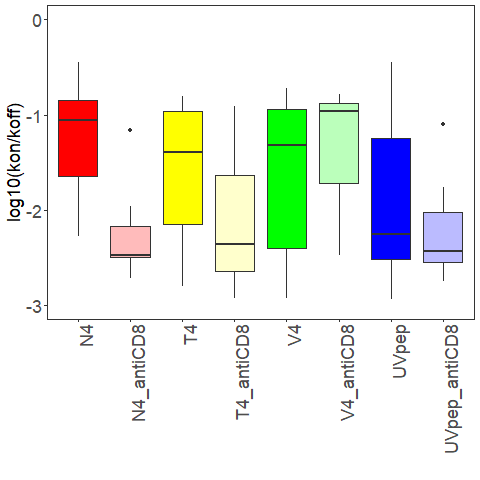 0
-1
-2
-3
log10(kon/koff)
N4
N4_antiCD8
T4
T4_antiCD8
V4
V4_antiCD8
UVpep
UVpep_antiCD8